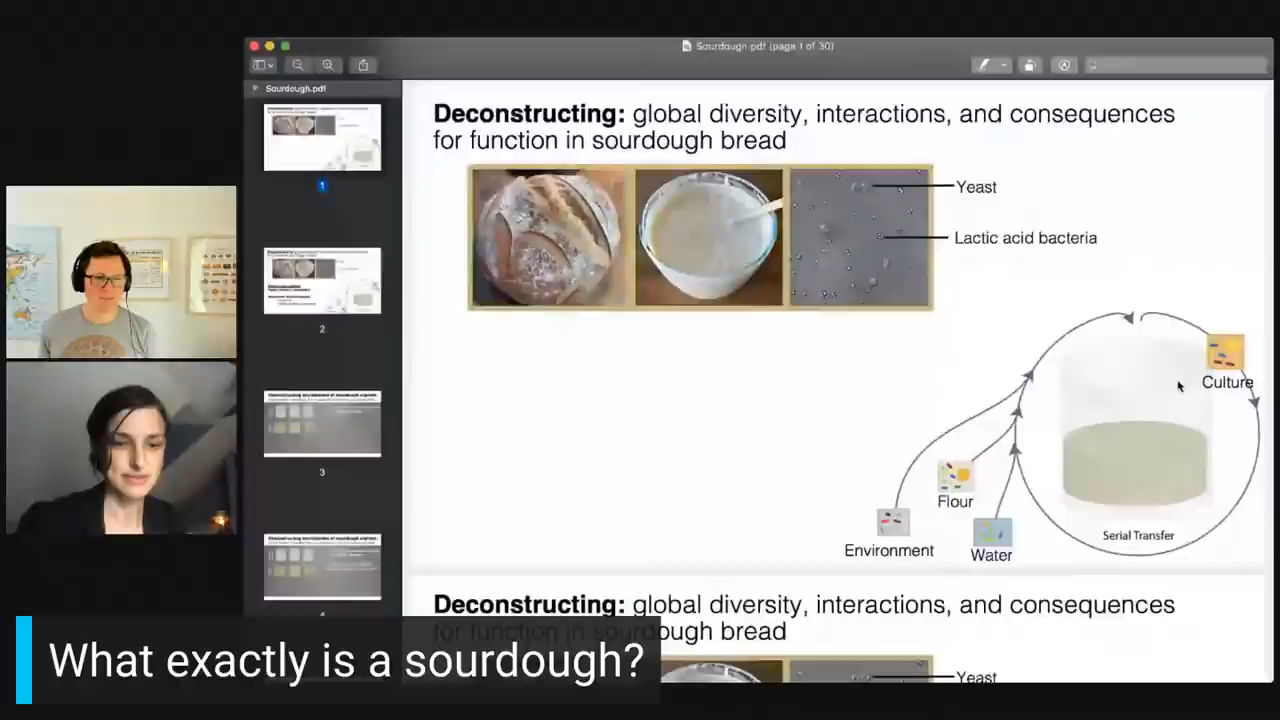 Sourdough.pdf (page 1 of 30)
Sourdough.pdf
Deconstructing: global diversity, interactions, and consequences
for function in sourdough bread
Yeast
Lactic acid bacteria
Culture
Flour
Environment
Water
Serial Transfer
1
2
3
Deconstructing: global diversity, interactions, and consequences
for function in sourdough bread
Yeast
What exactly is a sourdough?